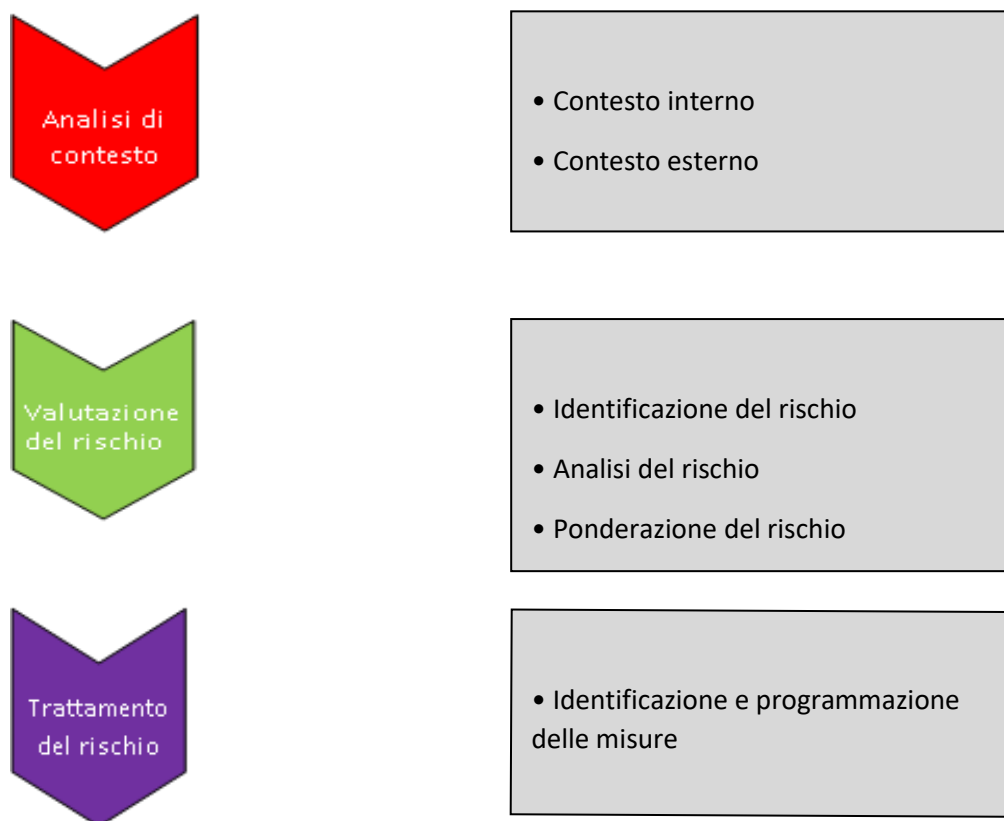 Analisi di
contesto
• Contesto interno
• Contesto esterno
Valutazione
del rischio
• Identificazione del rischio
• Analisi del rischio
• Ponderazione del rischio
Trattamento
del rischio
• Identificazione e programmazione
delle misure